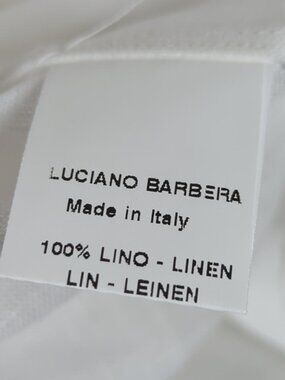 LUCIANO BARBERA
Made in Italy
100% LINO - LINEN
LIN - LEINEN